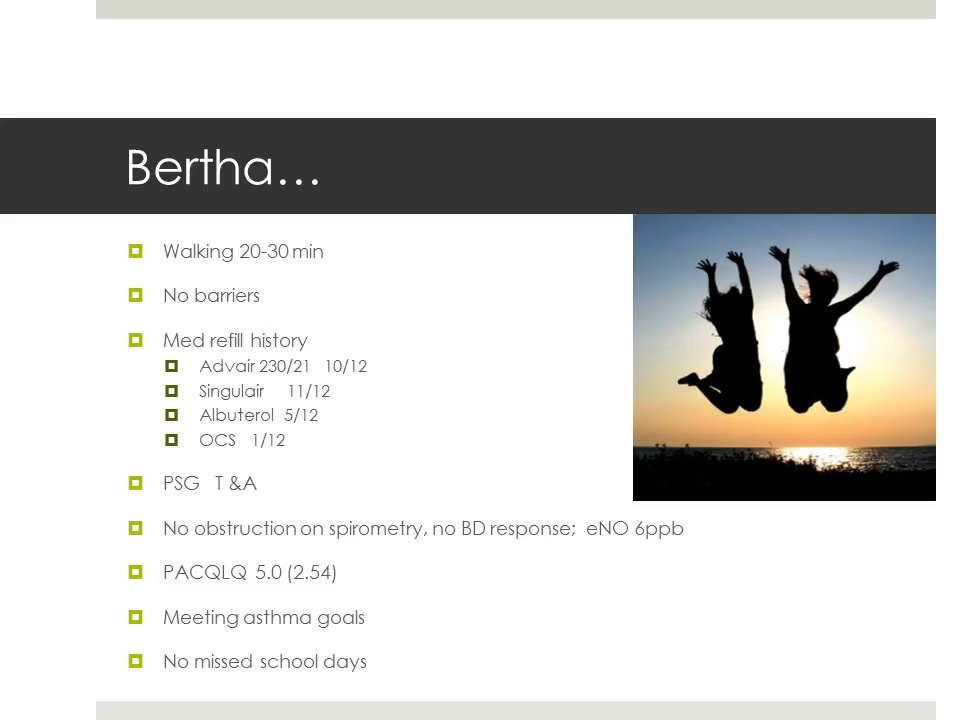 Bertha…
Walking 20-30 min
No barriers
Med refill history
Advair 230/21 10/12
Singulair 11/12
Albuterol 5/12
OCS 1/12
PSG T &A
No obstruction on spirometry, no BD response; eNO 6ppb
PACQLQ 5.0 (2.54)
Meeting asthma goals
No missed school days